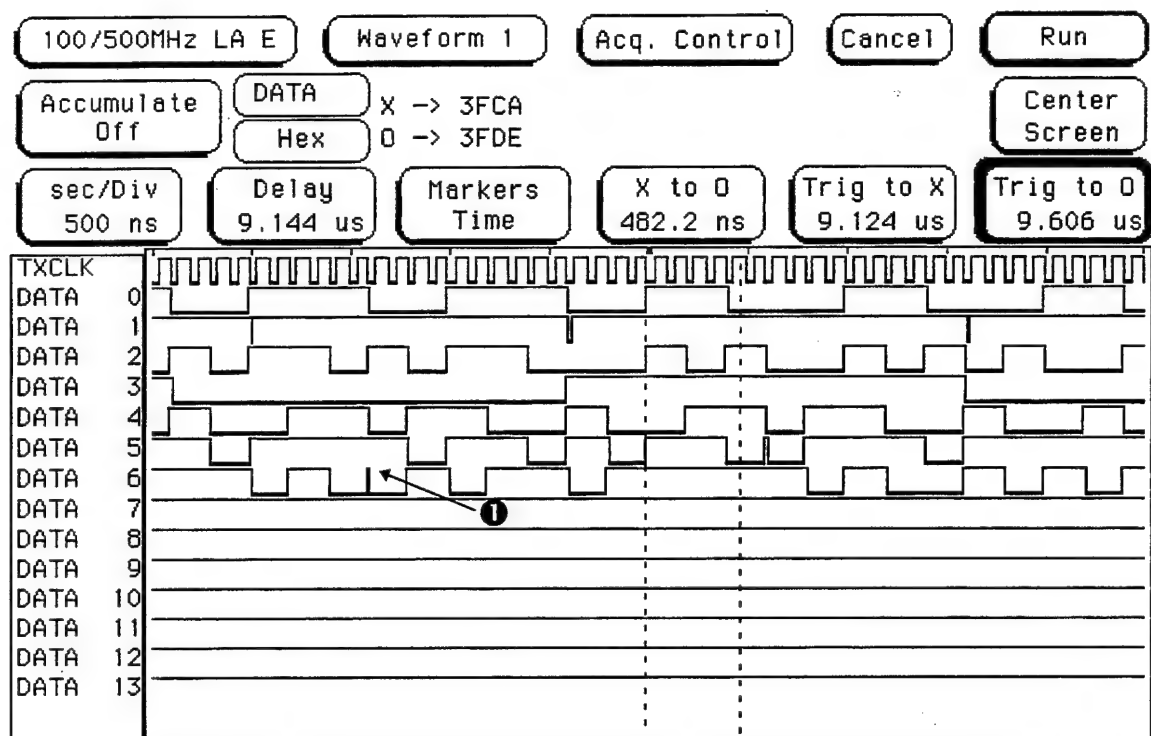 100/500MHz LA E Waveform 1 Acq. Control Cancel Run
Accumulate Off DATA Hex X -> 3FCA O -> 3FDE Center Screen
sec/Div 500 ns Delay 9.144 us Markers Time X to O 482.2 ns Trig to X 9.124 us Trig to O 9.606 us
TXCLK
DATA 0
DATA 1
DATA 2
DATA 3
DATA 4
DATA 5
DATA 6
1
DATA 7
DATA 8
DATA 9
DATA 10
DATA 11
DATA 12
DATA 13